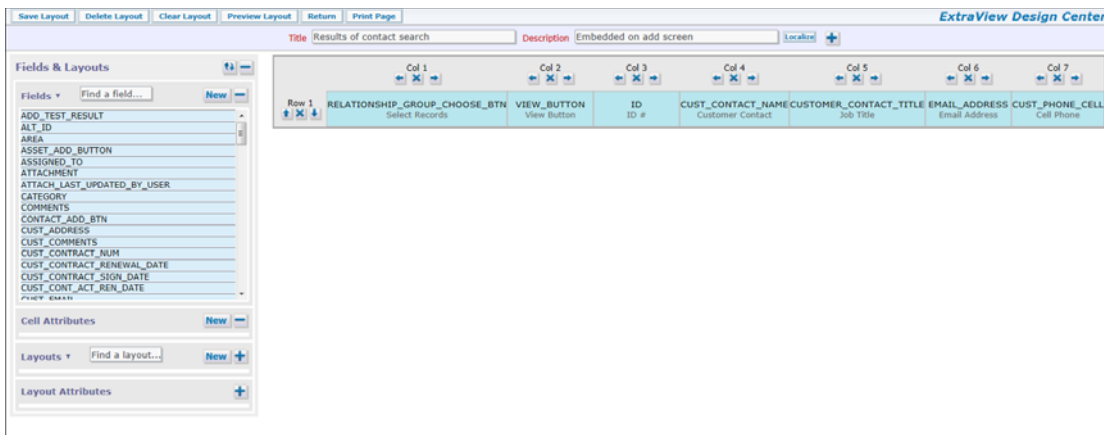 Save Layout Delete Layout Clear Layout Preview Layout Return Print Page ExtraView Design Center
Title Results of contact search Description Embedded on add screen Localize
Fields & Layouts
Col 1 Col 2 Col 3 Col 4 Col 5 Col 6 Col 7
Fields Find a field... New
Row 1 RELATIONSHIP_GROUP_CHOOSE_BTN VIEW_BUTTON ID CUST_CONTACT_NAME CUSTOMER_CONTACT_TITLE EMAIL_ADDRESS CUST_PHONE_CELL
Select Records View Button ID # Customer Contact Job Title Email Address Cell Phone
ADD_TEST_RESULT
ALT_ID
AREA
ASSET_ADD_BUTTON
ASSIGNED_TO
ATTACHMENT
ATTACH_LAST_UPDATED_BY_USER
CATEGORY
COMMENTS
CONTACT_ADD_BTN
CUST_ADDRESS
CUST_COMMENTS
CUST_CONTRACT_NUM
CUST_CONTRACT_RENEWAL_DATE
CUST_CONTRACT_SIGN_DATE
CUST_CONT_ACT_REN_DATE
CUST_EMAIL
Cell Attributes New
Layouts Find a layout... New
Layout Attributes